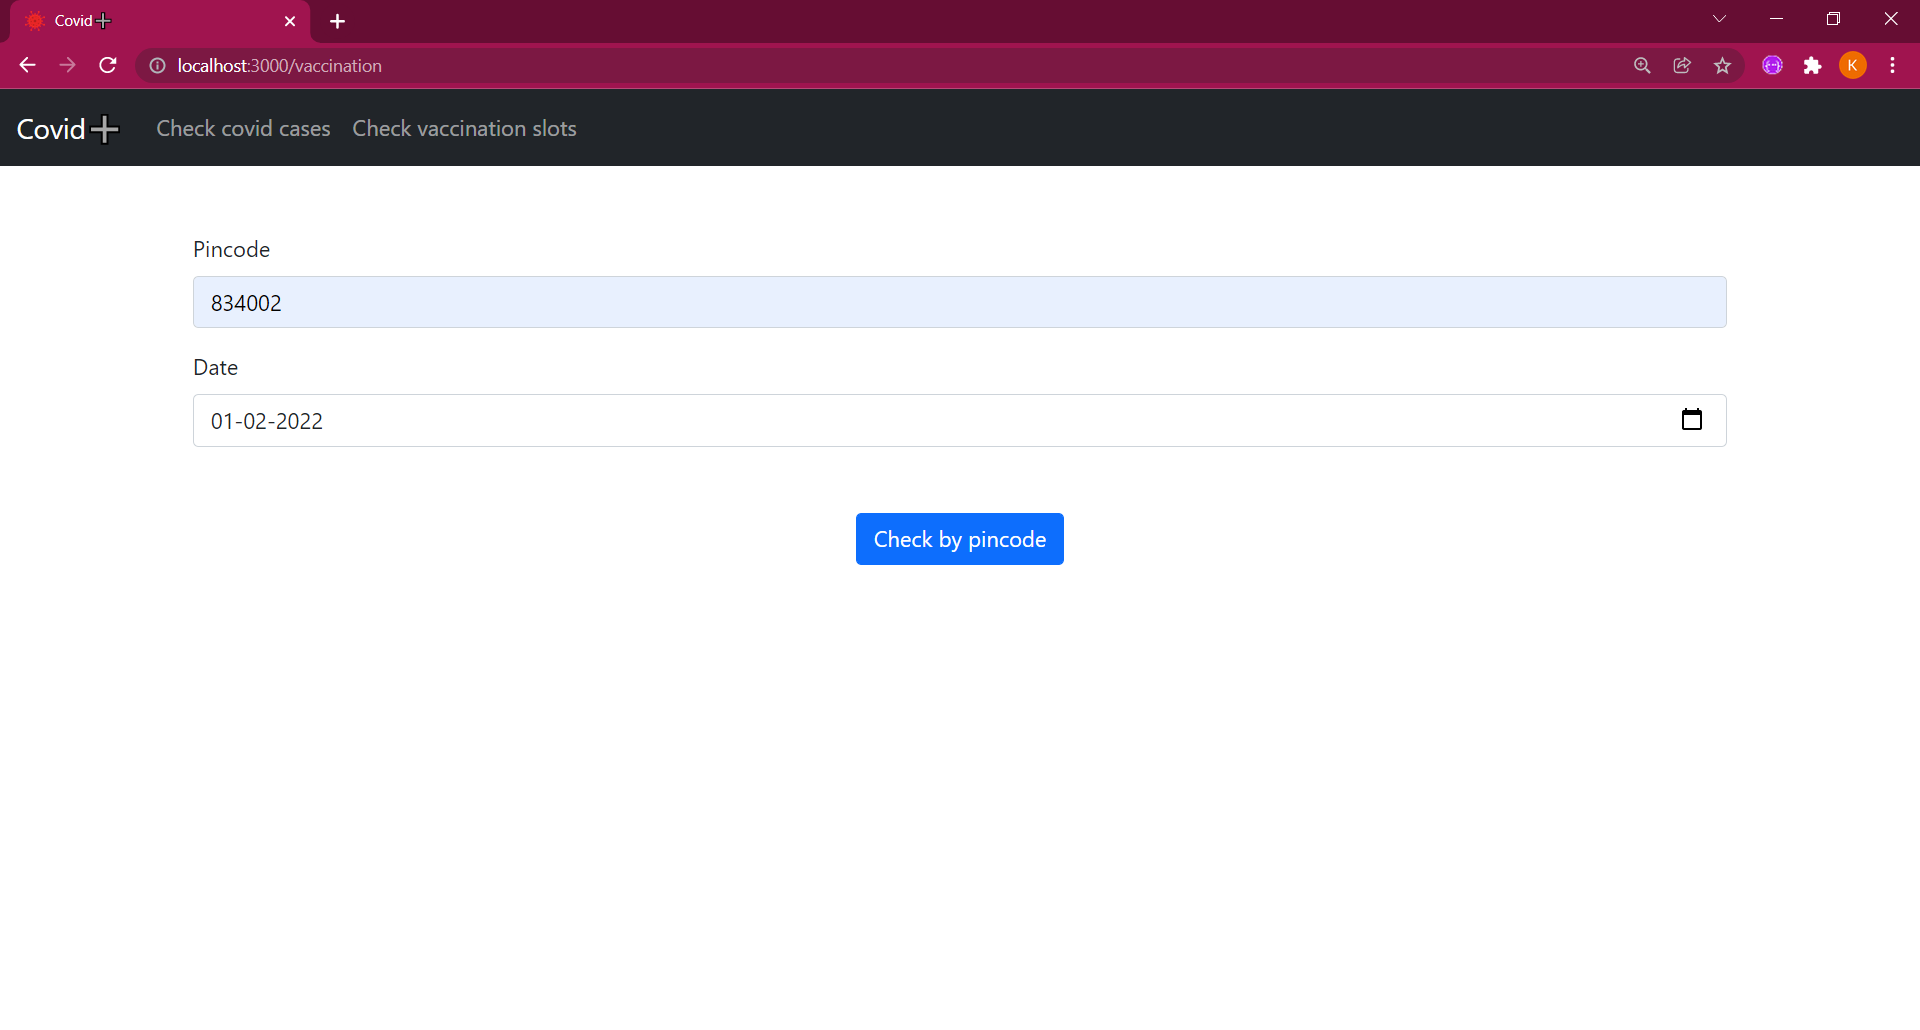 Covid➕
localhost:3000/vaccination
K
Covid➕ Check covid cases Check vaccination slots
Pincode
834002
Date
01-02-2022
Check by pincode